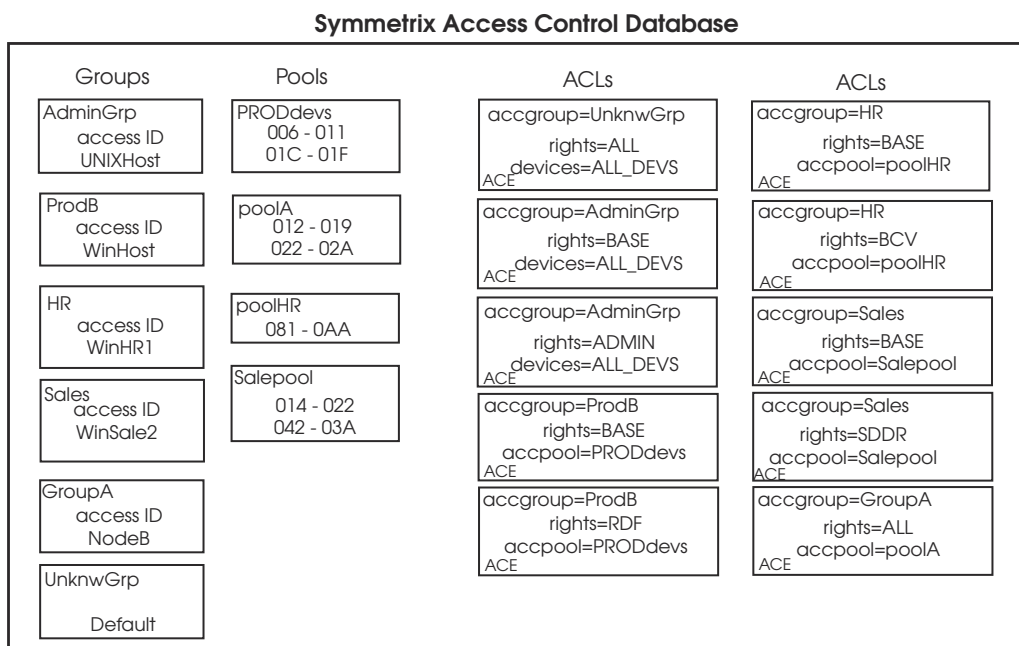 Symmetrix Access Control Database
Groups
AdminGrp
access ID
UNIXHost
ProdB
access ID
WinHost
HR
access ID
WinHR1
Sales
access ID
WinSale2
GroupA
access ID
NodeB
UnknwGrp
Default
Pools
PRODdevs
006 - 011
01C - 01F
poolA
012 - 019
022 - 02A
poolHR
081 - 0AA
Salepool
014 - 022
042 - 03A
ACLs
accgroup=UnknwGrp
rights=ALL
devices=ALL_DEVS
ACE
accgroup=AdminGrp
rights=BASE
devices=ALL_DEVS
ACE
accgroup=AdminGrp
rights=ADMIN
devices=ALL_DEVS
ACE
accgroup=ProdB
rights=BASE
accpool=PRODdevs
ACE
accgroup=ProdB
rights=RDF
accpool=PRODdevs
ACE
ACLs
accgroup=HR
rights=BASE
accpool=poolHR
ACE
accgroup=HR
rights=BCV
accpool=poolHR
ACE
accgroup=Sales
rights=BASE
accpool=Salepool
ACE
accgroup=Sales
rights=SDDR
accpool=Salepool
ACE
accgroup=GroupA
rights=ALL
accpool=poolA
ACE